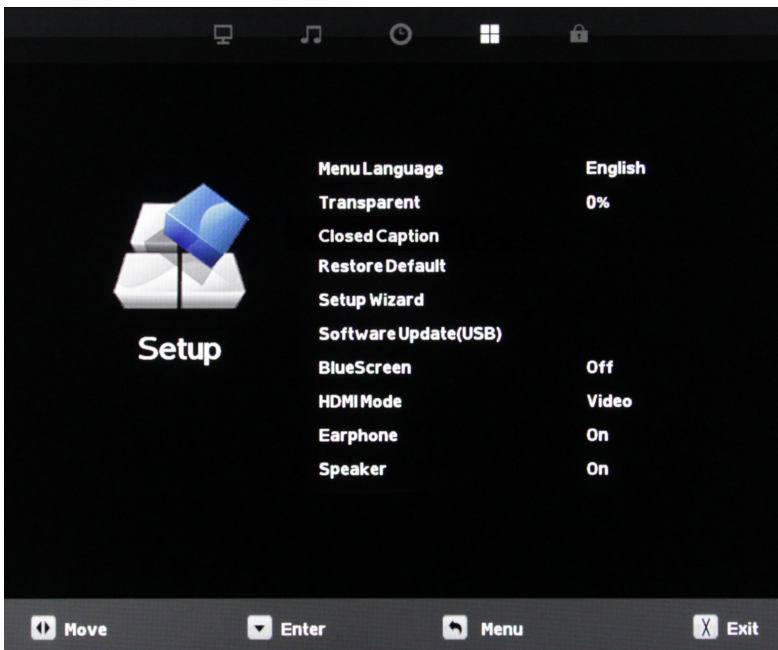 Menu Language English
Transparent 0%
Closed Caption
Restore Default
Setup Wizard
Software Update(USB)
Setup
BlueScreen Off
HDMI Mode Video
Earphone On
Speaker On
Move Enter Menu X Exit